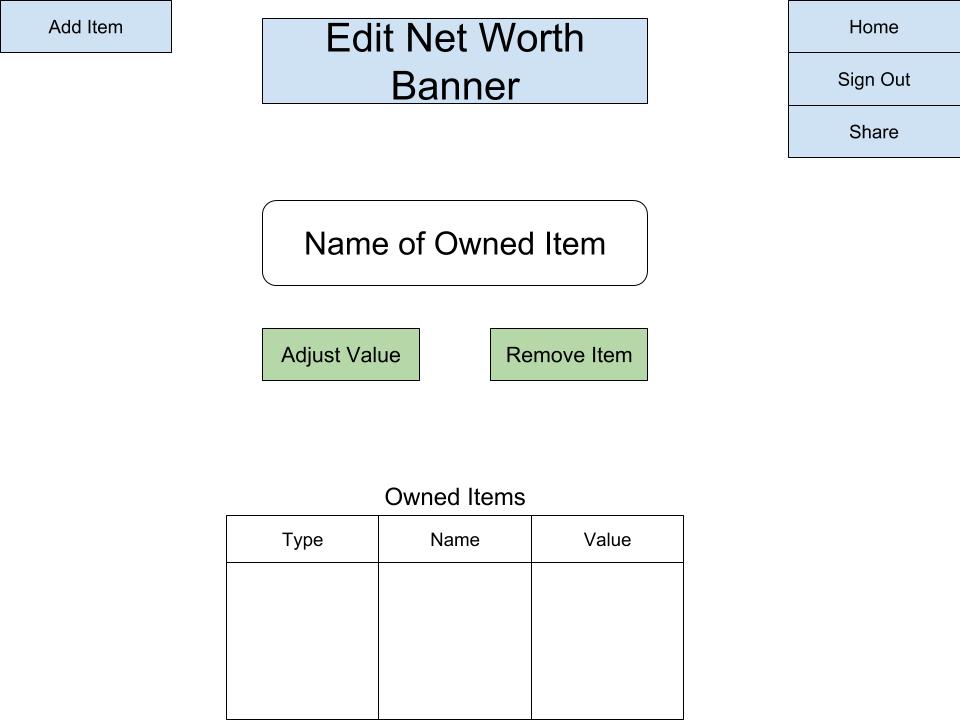 Add Item
Edit Net Worth
Banner
Home
Sign Out
Share
Name of Owned Item
Adjust Value
Remove Item
Owned Items
Type
Name
Value